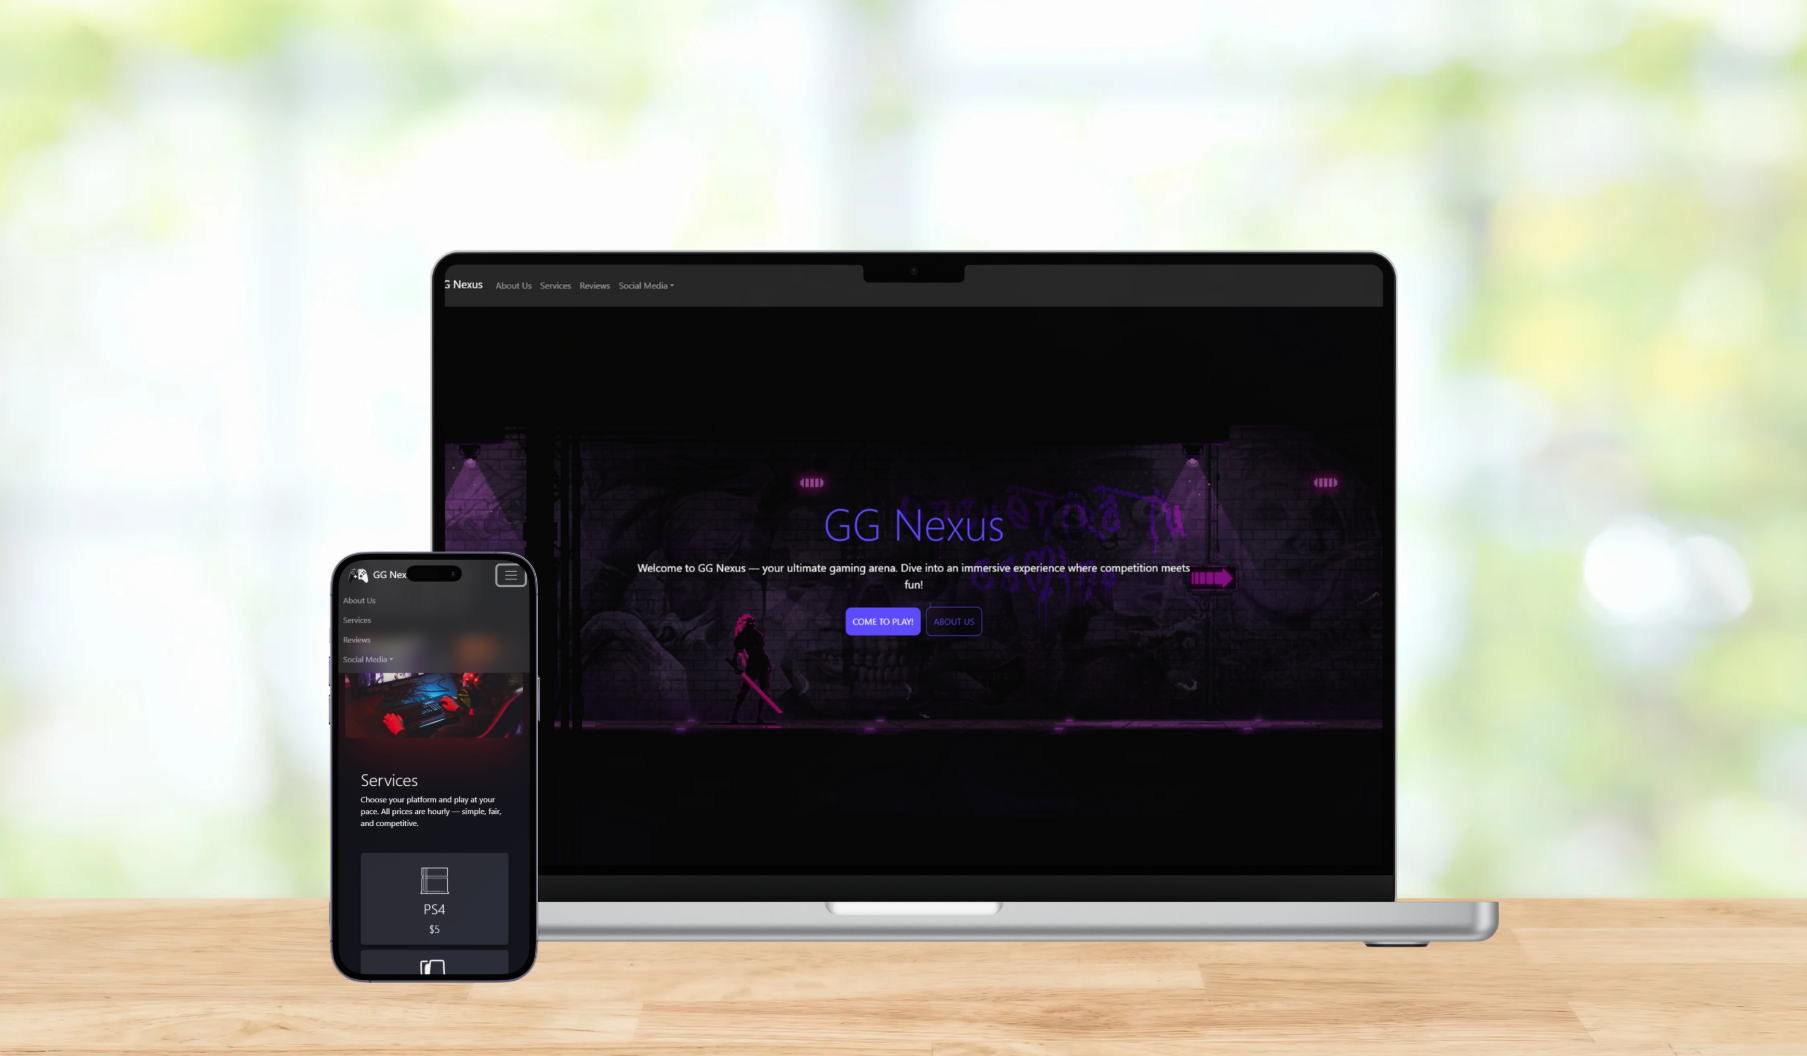 G Nexus About Us Services Reviews Social Media
GG Nexus
Welcome to GG Nexus — your ultimate gaming arena. Dive into an immersive experience where competition meets
fun!
COME TO PLAY! ABOUT US
GG Nex
About Us
Services
Reviews
Social Media
Services
Choose your platform and play at your
pace. All prices are hourly — simple, fair,
and competitive.
PS4
$5